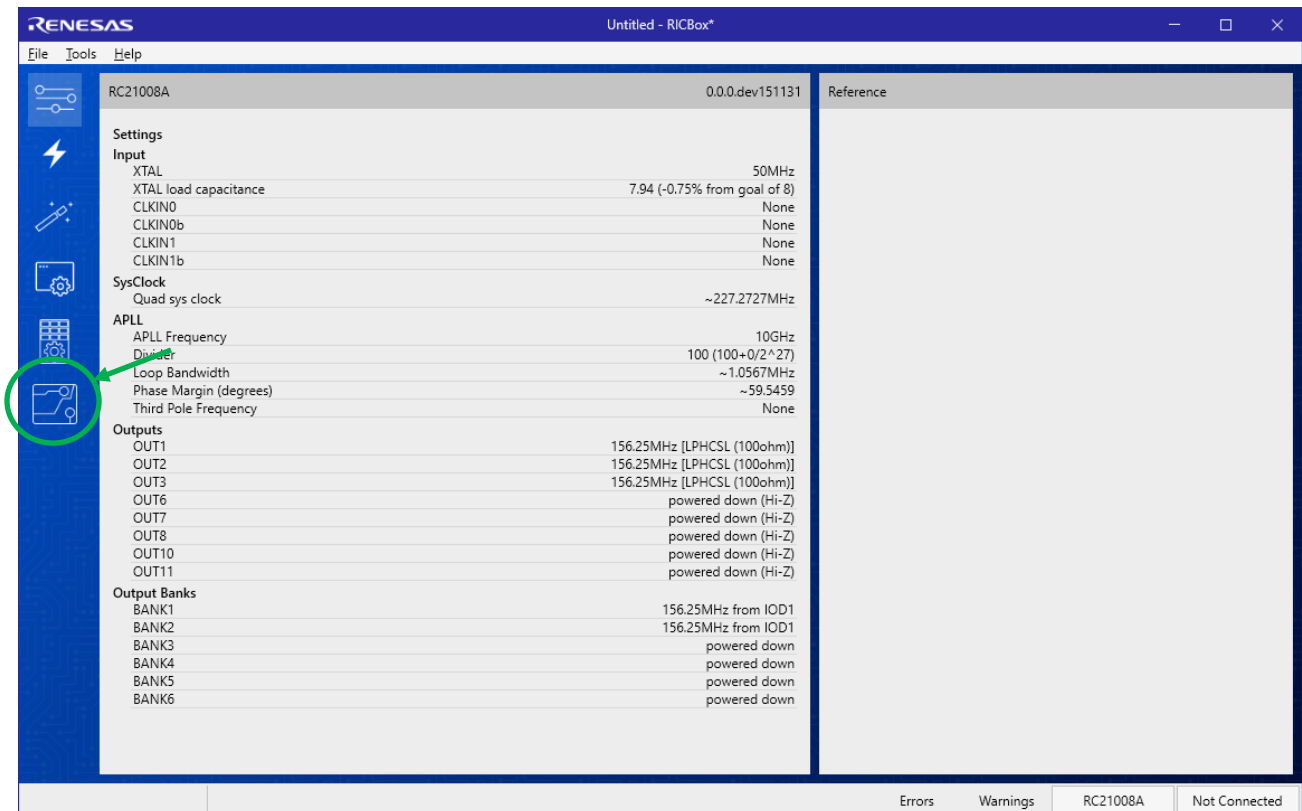 RENESAS Untitled - RICBox*
File Tools Help
RC21008A 0.0.0.dev151131 Reference
Settings
Input
XTAL 50MHz
XTAL load capacitance 7.94 (-0.75% from goal of 8)
CLKIN0 None
CLKIN0b None
CLKIN1 None
CLKIN1b None
SysClock
Quad sys clock ~227.2727MHz
APLL
APLL Frequency 10GHz
Divider 100 (100+0/2^27)
Loop Bandwidth ~1.0567MHz
Phase Margin (degrees) ~59.5459
Third Pole Frequency None
Outputs
OUT1 156.25MHz [LPHCSL (100ohm)]
OUT2 156.25MHz [LPHCSL (100ohm)]
OUT3 156.25MHz [LPHCSL (100ohm)]
OUT6 powered down (Hi-Z)
OUT7 powered down (Hi-Z)
OUT8 powered down (Hi-Z)
OUT10 powered down (Hi-Z)
OUT11 powered down (Hi-Z)
Output Banks
BANK1 156.25MHz from IOD1
BANK2 156.25MHz from IOD1
BANK3 powered down
BANK4 powered down
BANK5 powered down
BANK6 powered down
Errors Warnings RC21008A Not Connected